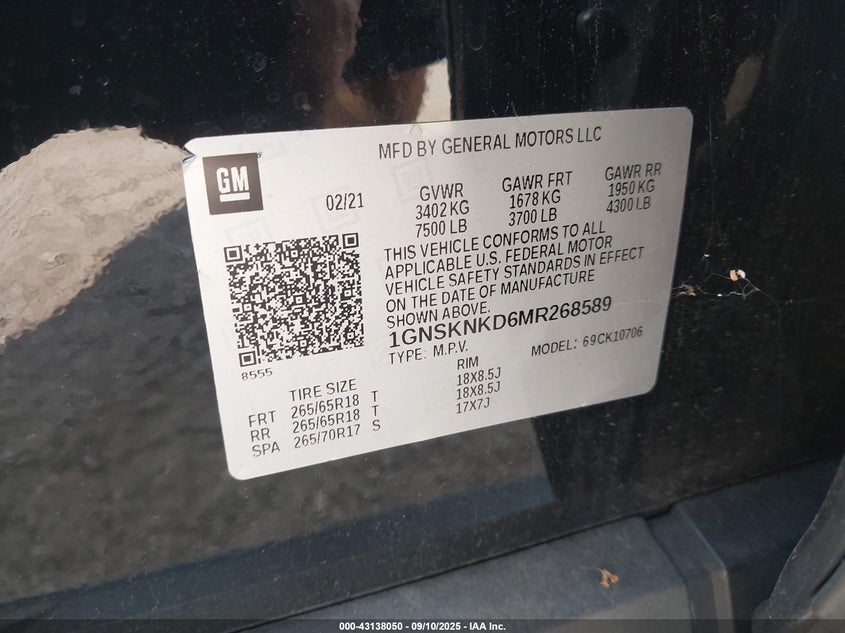 MFD BY GENERAL MOTORS LLC
GM
02/21
GVWR
3402 KG
7500 LB
GAWR FRT
1678 KG
3700 LB
GAWR RR
1950 KG
4300 LB
THIS VEHICLE CONFORMS TO ALL
APPLICABLE U.S. FEDERAL MOTOR
VEHICLE SAFETY STANDARDS IN EFFECT
ON THE DATE OF MANUFACTURE
SHOWN ABOVE.
1GNSKNKD6MR268589
TYPE: M.P.V. MODEL: 69CK10706
8555
TIRE SIZE RIM
FRT 265/65R18 T 18X8.5J
RR 265/65R18 T 18X8.5J
SPA 265/70R17 S 17X7J
000-43138050 - 09/10/2025 - IAA Inc.